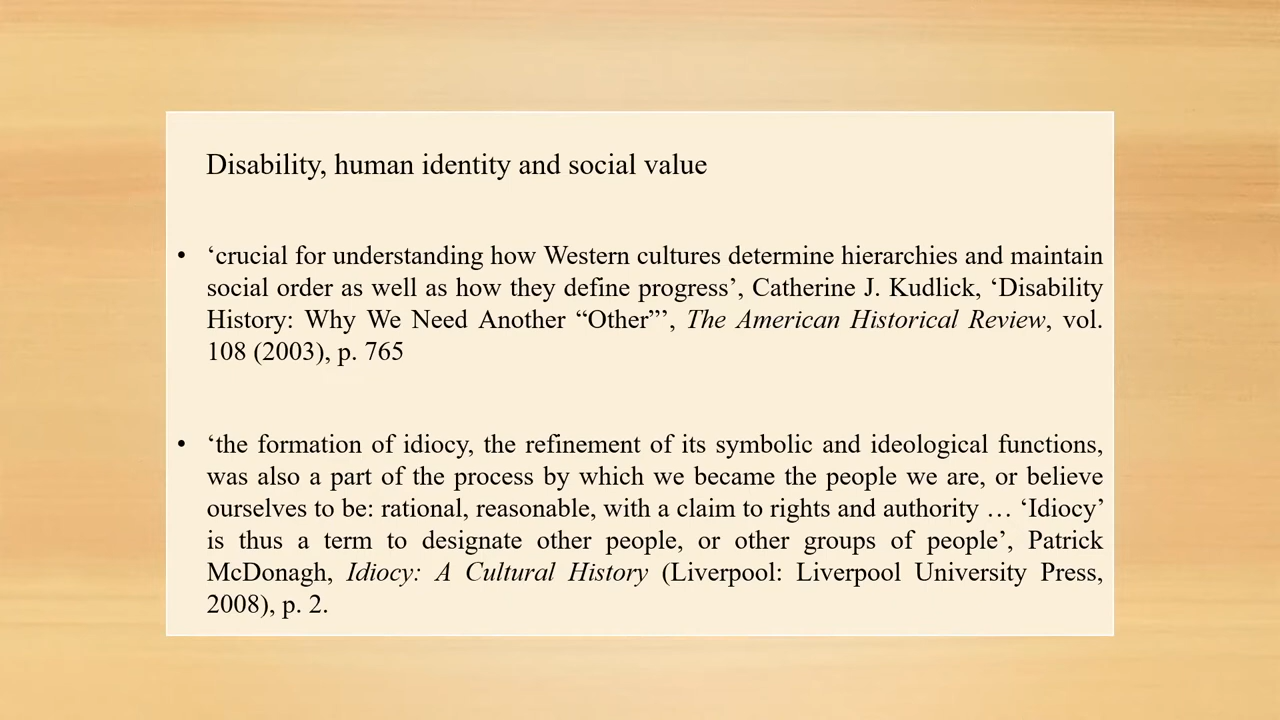 Disability, human identity and social value
• ‘crucial for understanding how Western cultures determine hierarchies and maintain
social order as well as how they define progress’, Catherine J. Kudlick, ‘Disability
History: Why We Need Another “Other”’, The American Historical Review, vol.
108 (2003), p. 765
• ‘the formation of idiocy, the refinement of its symbolic and ideological functions,
was also a part of the process by which we became the people we are, or believe
ourselves to be: rational, reasonable, with a claim to rights and authority … ‘Idiocy’
is thus a term to designate other people, or other groups of people’, Patrick
McDonagh, Idiocy: A Cultural History (Liverpool: Liverpool University Press,
2008), p. 2.